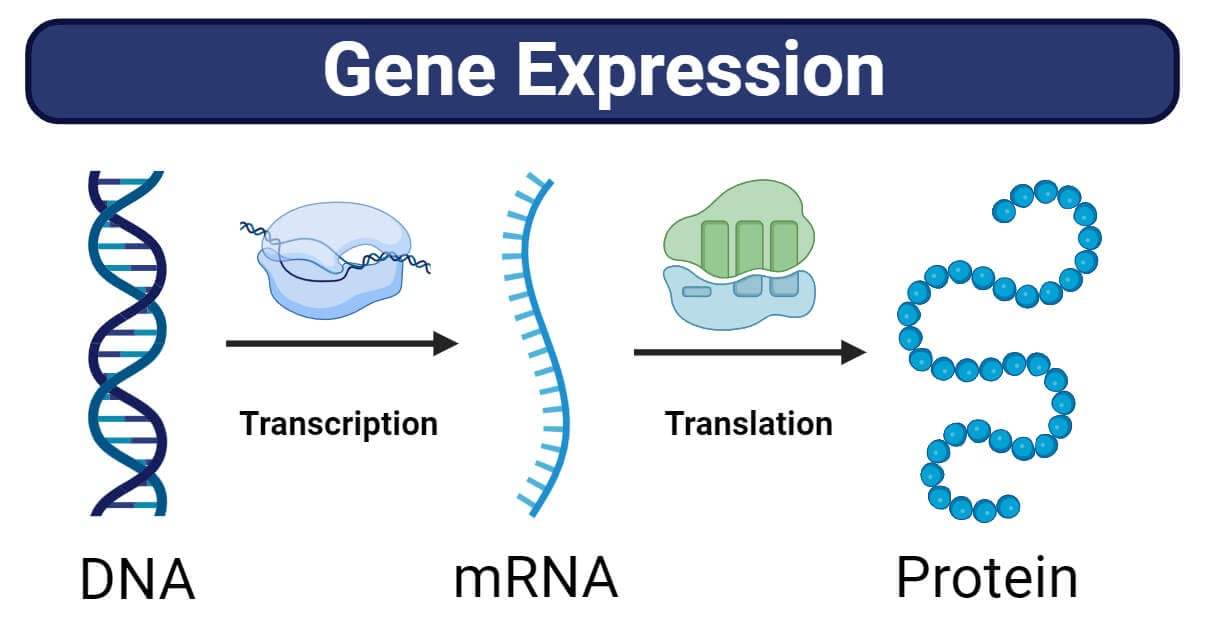 Gene Expression
Transcription
Translation
DNA
mRNA
Protein